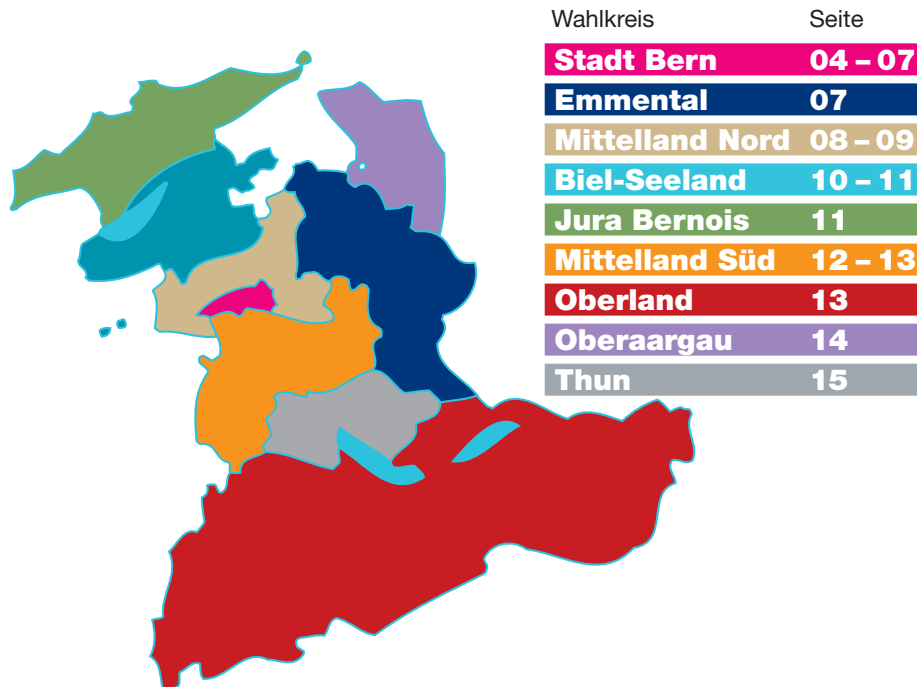 Wahlkreis Seite
Stadt Bern 04 – 07
Emmental 07
Mittelland Nord 08 – 09
Biel-Seeland 10 – 11
Jura Bernois 11
Mittelland Süd 12 – 13
Oberland 13
Oberaargau 14
Thun 15